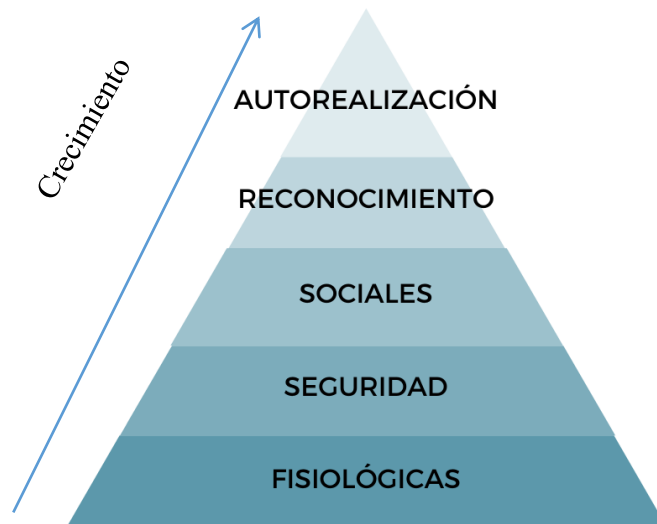 Crecimiento
AUTOREALIZACIÓN
RECONOCIMIENTO
SOCIALES
SEGURIDAD
FISIOLÓGICAS